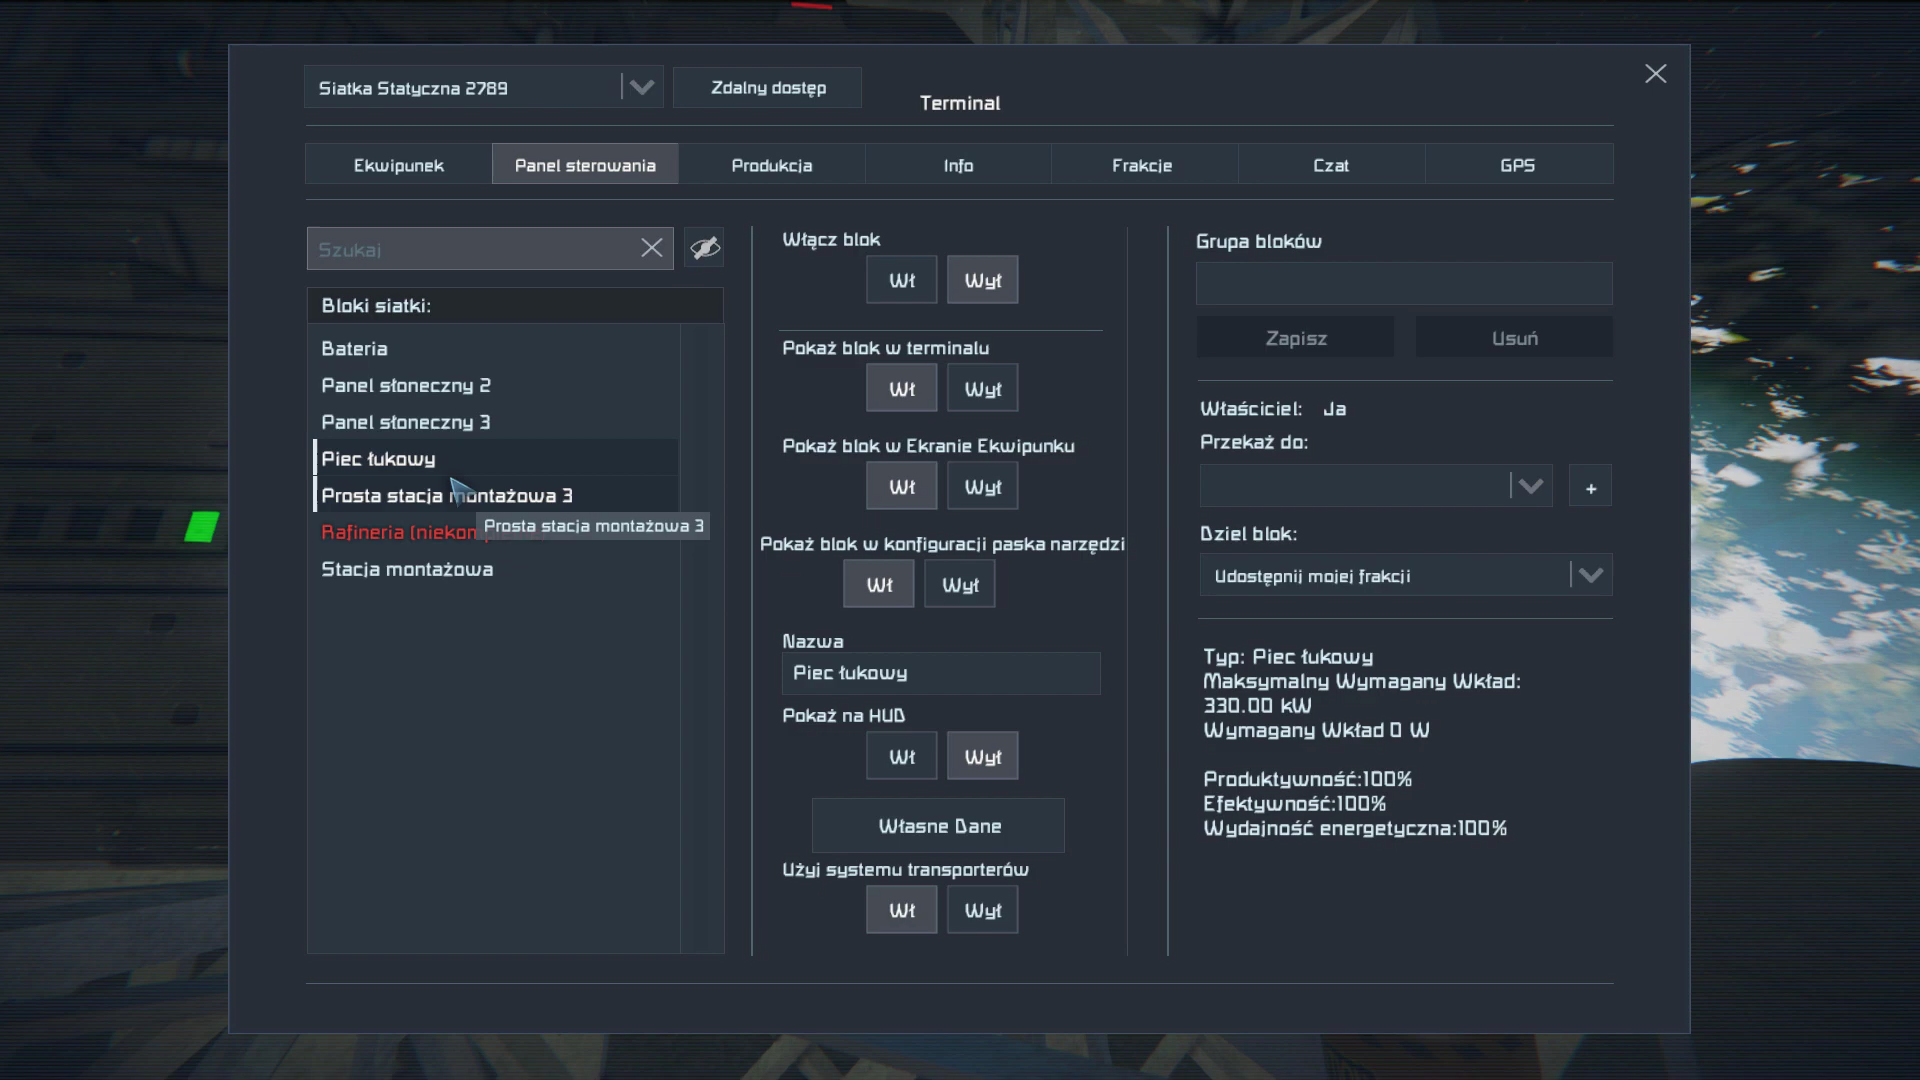 Siatka Statyczna 2789
Zdalny dostęp
Terminal
Ekwipunek
Panel sterowania
Produkcja
Info
Frakcje
Czat
GPS
Szukaj
Bloki siatki:
Bateria
Panel słoneczny 2
Panel słoneczny 3
Piec łukowy
Prosta stacja montażowa 3
Rafineria
Prosta stacja montażowa 3
Stacja montażowa
Włącz blok
Wł Wył
Pokaż blok w terminalu
Wł Wył
Pokaż blok w Ekranie Ekwipunku
Wł Wył
Pokaż blok w konfiguracji paska narzędzi
Wł Wył
Nazwa
Piec łukowy
Pokaż na HUD
Wł Wył
Własne Dane
Użyj systemu transporterów
Wł Wył
Grupa bloków
Zapisz
Usuń
Właściciel: Ja
Przekaż do:
+
Dziel blok:
Udostępnij mojej frakcji
Typ: Piec łukowy
Maksymalny Wymagany Wkład:
330.00 kW
Wymagany Wkład 0 W
Produktywność:100%
Efektywność:100%
Wydajność energetyczna:100%